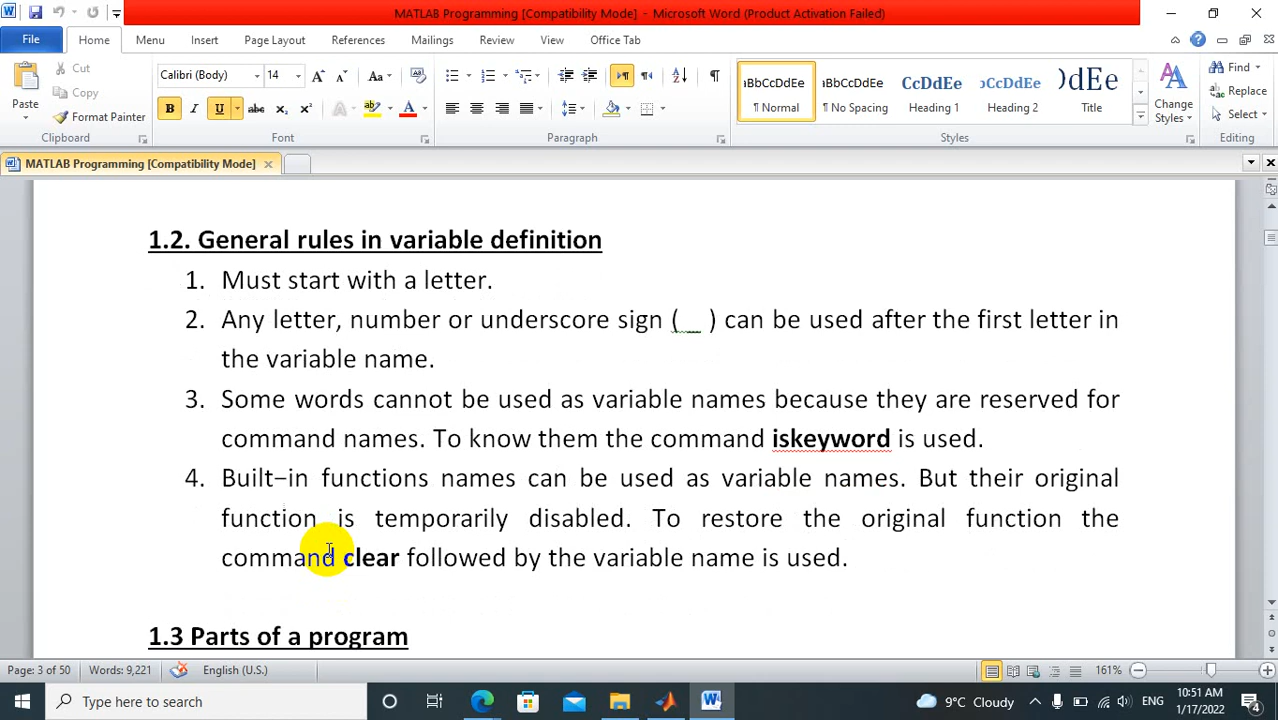 MATLAB Programming [Compatibility Mode] - Microsoft Word (Product Activation Failed)
File Home Menu Insert Page Layout References Mailings Review View Office Tab
Paste
Cut
Copy
Format Painter
Clipboard
Calibri (Body) 14
Font
Paragraph
AaBbCcDdEe AaBbCcDdEe CcDdEe CcDdEe
¶ Normal ¶ No Spacing Heading 1 Heading 2 Title
Styles
Change Styles
Find
Replace
Select
Editing
MATLAB Programming [Compatibility Mode]
1.2. General rules in variable definition
1. Must start with a letter.
2. Any letter, number or underscore sign ( _ ) can be used after the first letter in
the variable name.
3. Some words cannot be used as variable names because they are reserved for
command names. To know them the command iskeyword is used.
4. Built−in functions names can be used as variable names. But their original
function is temporarily disabled. To restore the original function the
command clear followed by the variable name is used.
1.3 Parts of a program
Page: 3 of 50 Words: 9,221 English (U.S.) 161%
Type here to search
9°C Cloudy ENG 10:51 AM
1/17/2022 4